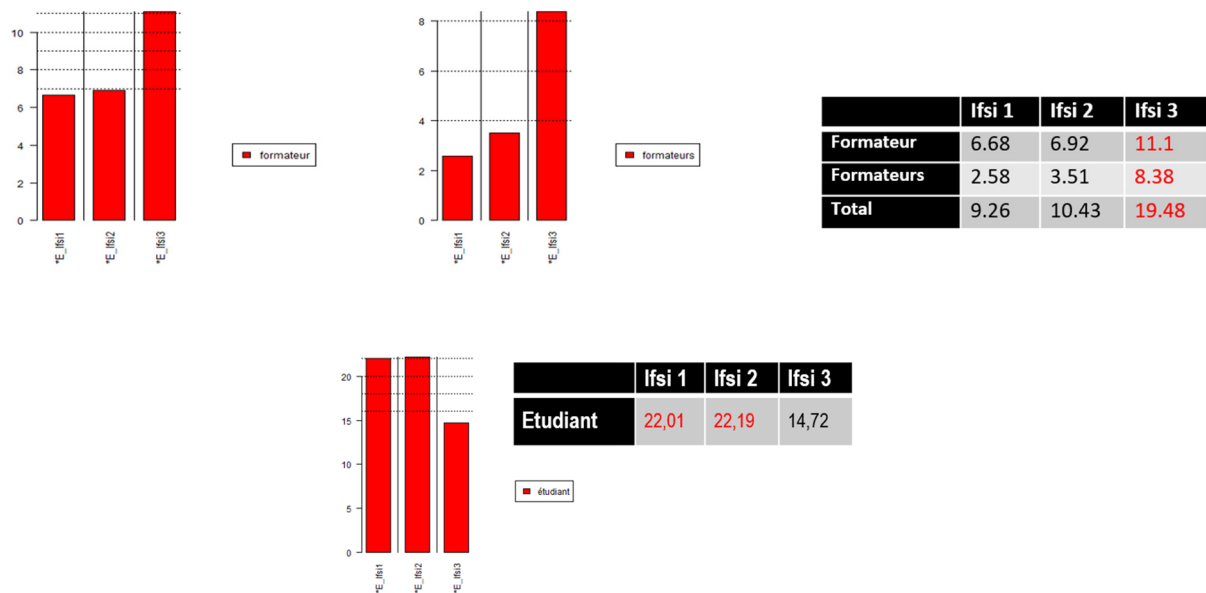 10
8
6
4
2
0
*E_Ifsi1
*E_Ifsi2
*E_Ifsi3
formateur
8
6
4
2
0
*E_Ifsi1
*E_Ifsi2
*E_Ifsi3
formateurs
Ifsi 1 Ifsi 2 Ifsi 3
Formateur 6.68 6.92 11.1
Formateurs 2.58 3.51 8.38
Total 9.26 10.43 19.48
20
15
10
5
0
*E_Ifsi1
*E_Ifsi2
*E_Ifsi3
Ifsi 1 Ifsi 2 Ifsi 3
Etudiant 22,01 22,19 14,72
étudiant